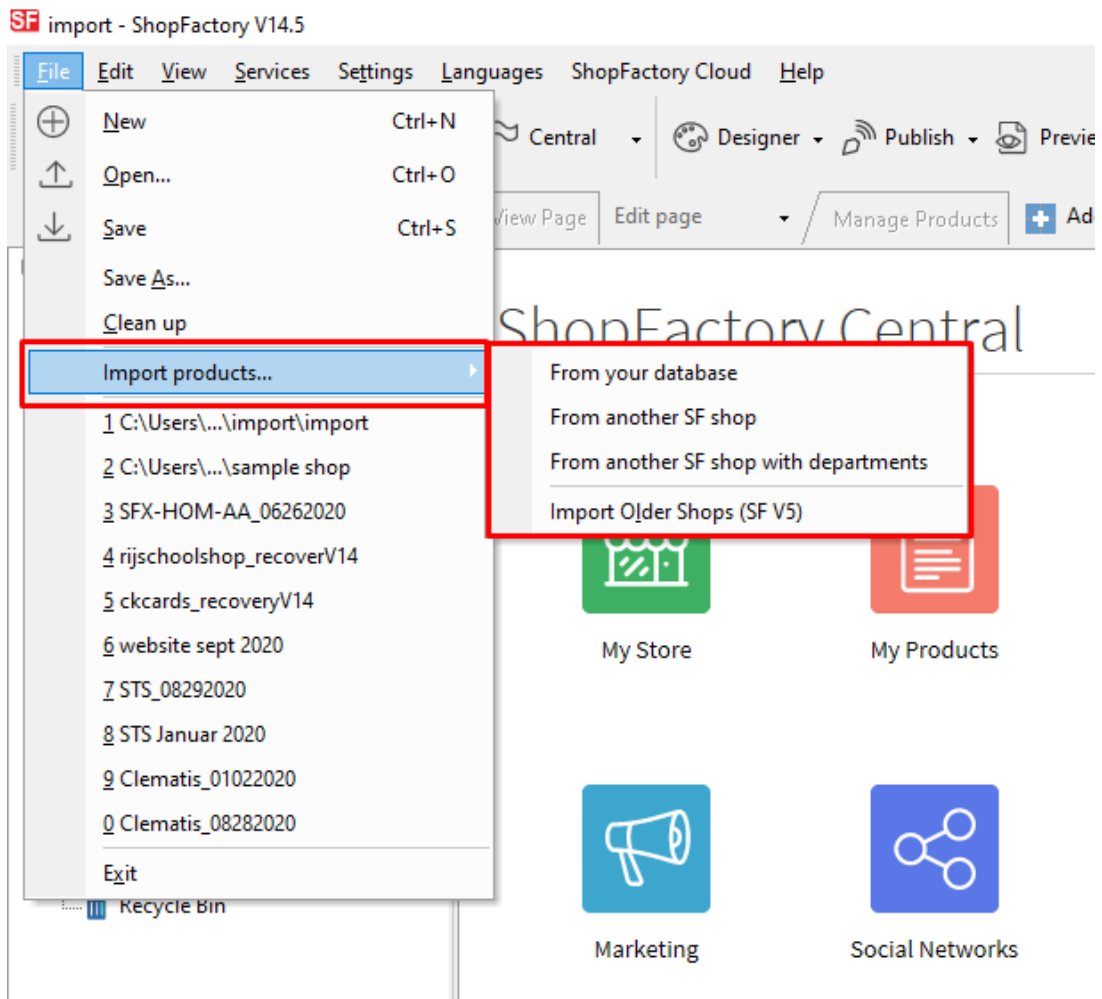 SF import - ShopFactory V14.5
File Edit View Services Settings Languages ShopFactory Cloud Help
New Ctrl+N
Central Designer Publish Previe
Open... Ctrl+O
View Page Edit page Manage Products Ad
Save Ctrl+S
Save As...
Clean up
ShopFactory Central
Import products...
From your database
From another SF shop
From another SF shop with departments
Import Older Shops (SF V5)
1 C:\Users\...\import\import
2 C:\Users\...\sample shop
3 SFX-HOM-AA_06262020
4 rijschoolshop_recoverV14
5 ckcards_recoveryV14
6 website sept 2020
7 STS_08292020
8 STS Januar 2020
9 Clematis_01022020
0 Clematis_08282020
Exit
Recycle Bin
My Store My Products
Marketing Social Networks